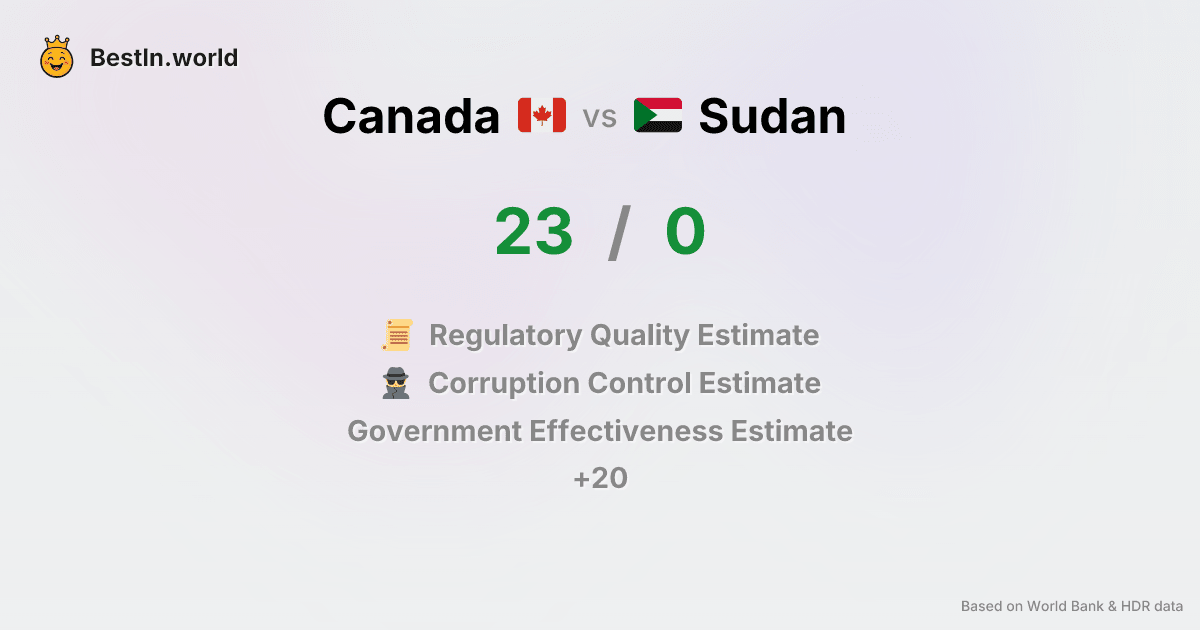 BestIn.world
Canada vs Sudan
23 / 0
Regulatory Quality Estimate
Corruption Control Estimate
Government Effectiveness Estimate
+20
Based on World Bank & HDR data